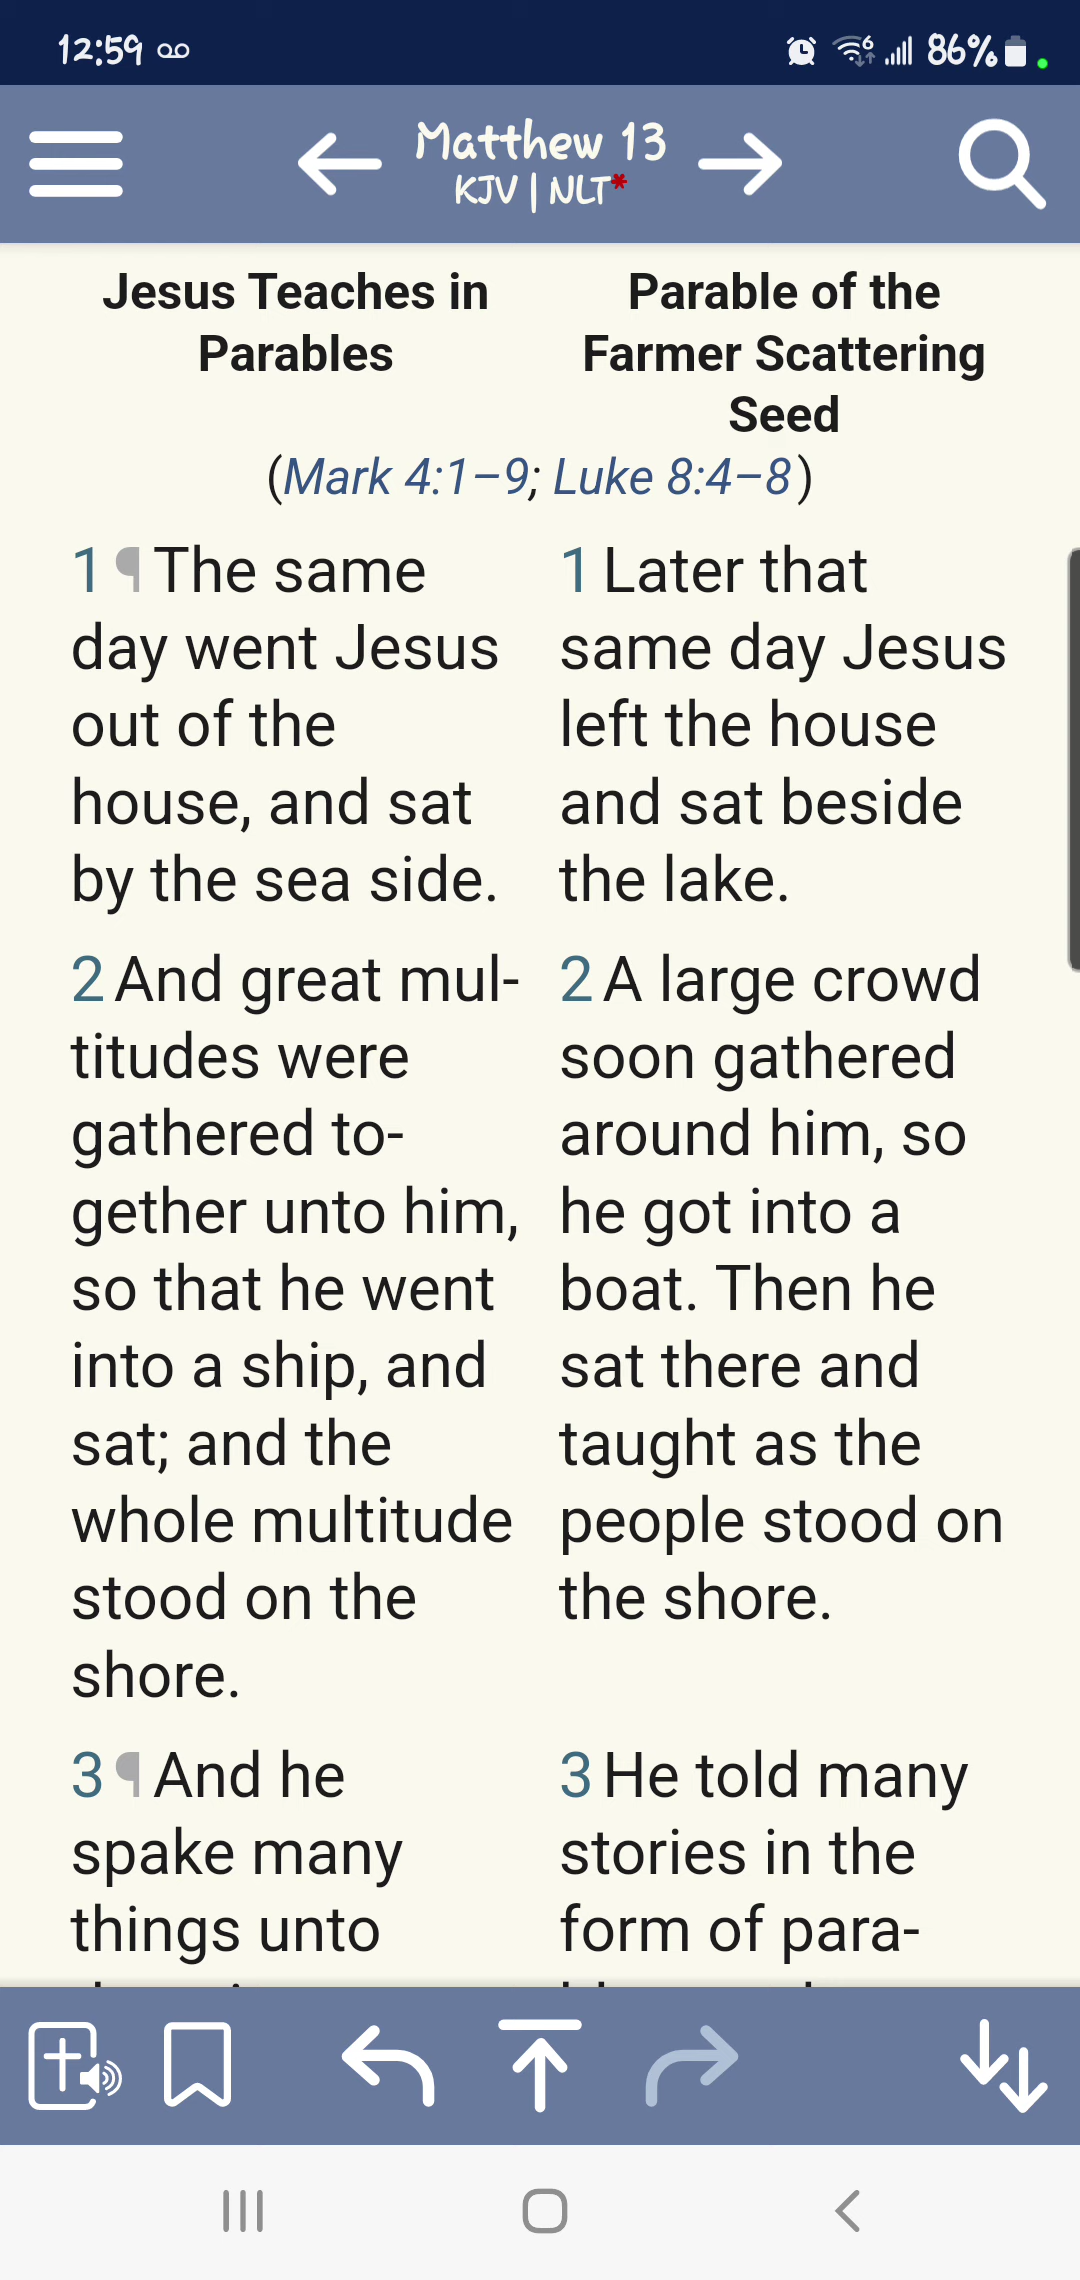 12:59
6 86%
Matthew 13
KJV | NLT*
Jesus Teaches in
Parables
Parable of the
Farmer Scattering
Seed
(Mark 4:1–9; Luke 8:4–8)
1 ¶ The same
day went Jesus
out of the
house, and sat
by the sea side.
1 Later that
same day Jesus
left the house
and sat beside
the lake.
2 And great mul-
titudes were
gathered to-
gether unto him,
so that he went
into a ship, and
sat; and the
whole multitude
stood on the
shore.
2 A large crowd
soon gathered
around him, so
he got into a
boat. Then he
sat there and
taught as the
people stood on
the shore.
3 ¶ And he
spake many
things unto
3 He told many
stories in the
form of para-